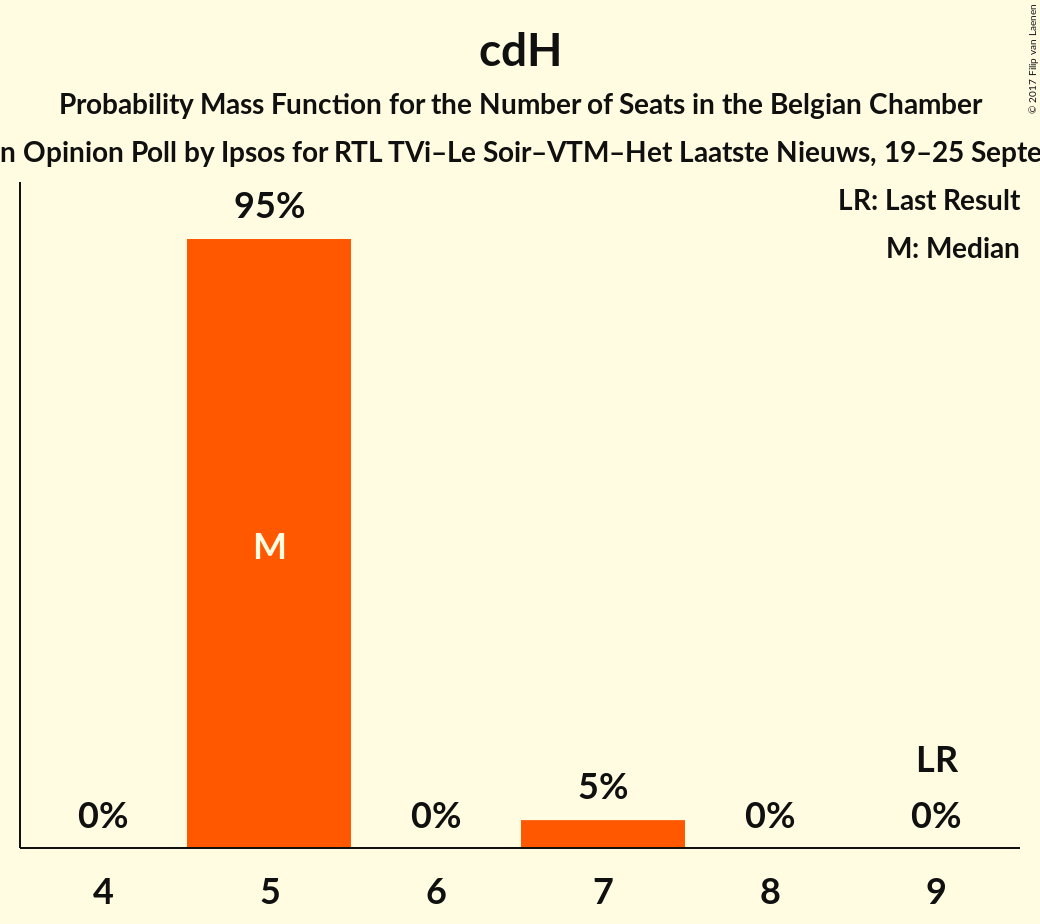 cdH
Probability Mass Function for the Number of Seats in the Belgian Chamber
n Opinion Poll by Ipsos for RTL TVi–Le Soir–VTM–Het Laatste Nieuws, 19–25 Septe
© 2017 Filip van Laenen
LR: Last Result
M: Median
95%
M
LR
0%
0%
5%
0%
0%
4
5
6
7
8
9